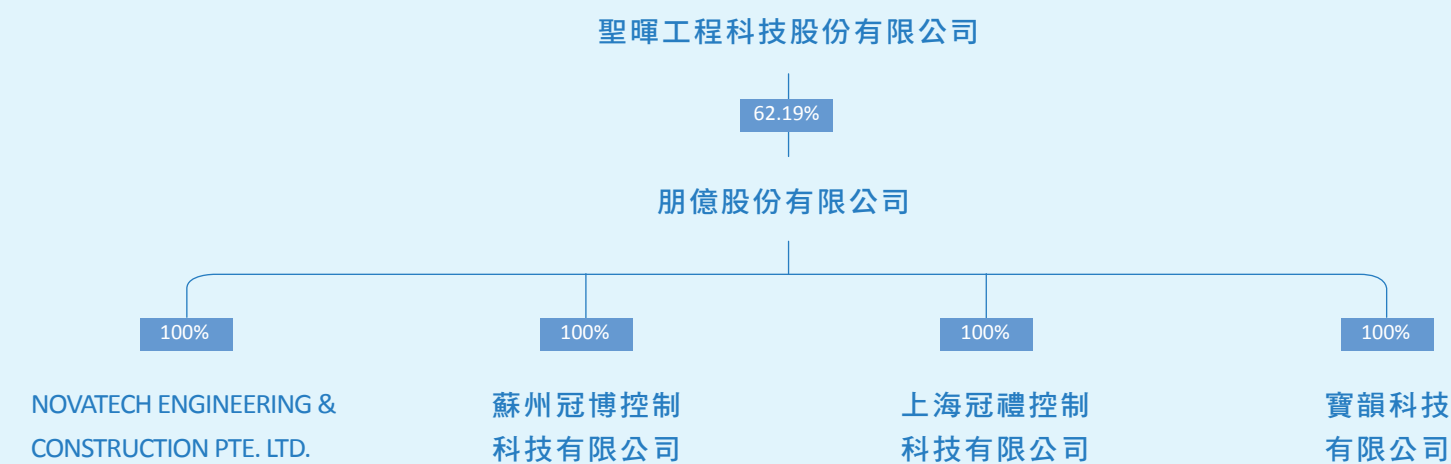 聖暉工程科技股份有限公司
62.19%
朋億股份有限公司
100%
100%
100%
100%
NOVATECH ENGINEERING &
CONSTRUCTION PTE. LTD.
蘇州冠博控制
科技有限公司
上海冠禮控制
科技有限公司
寶韻科技
有限公司